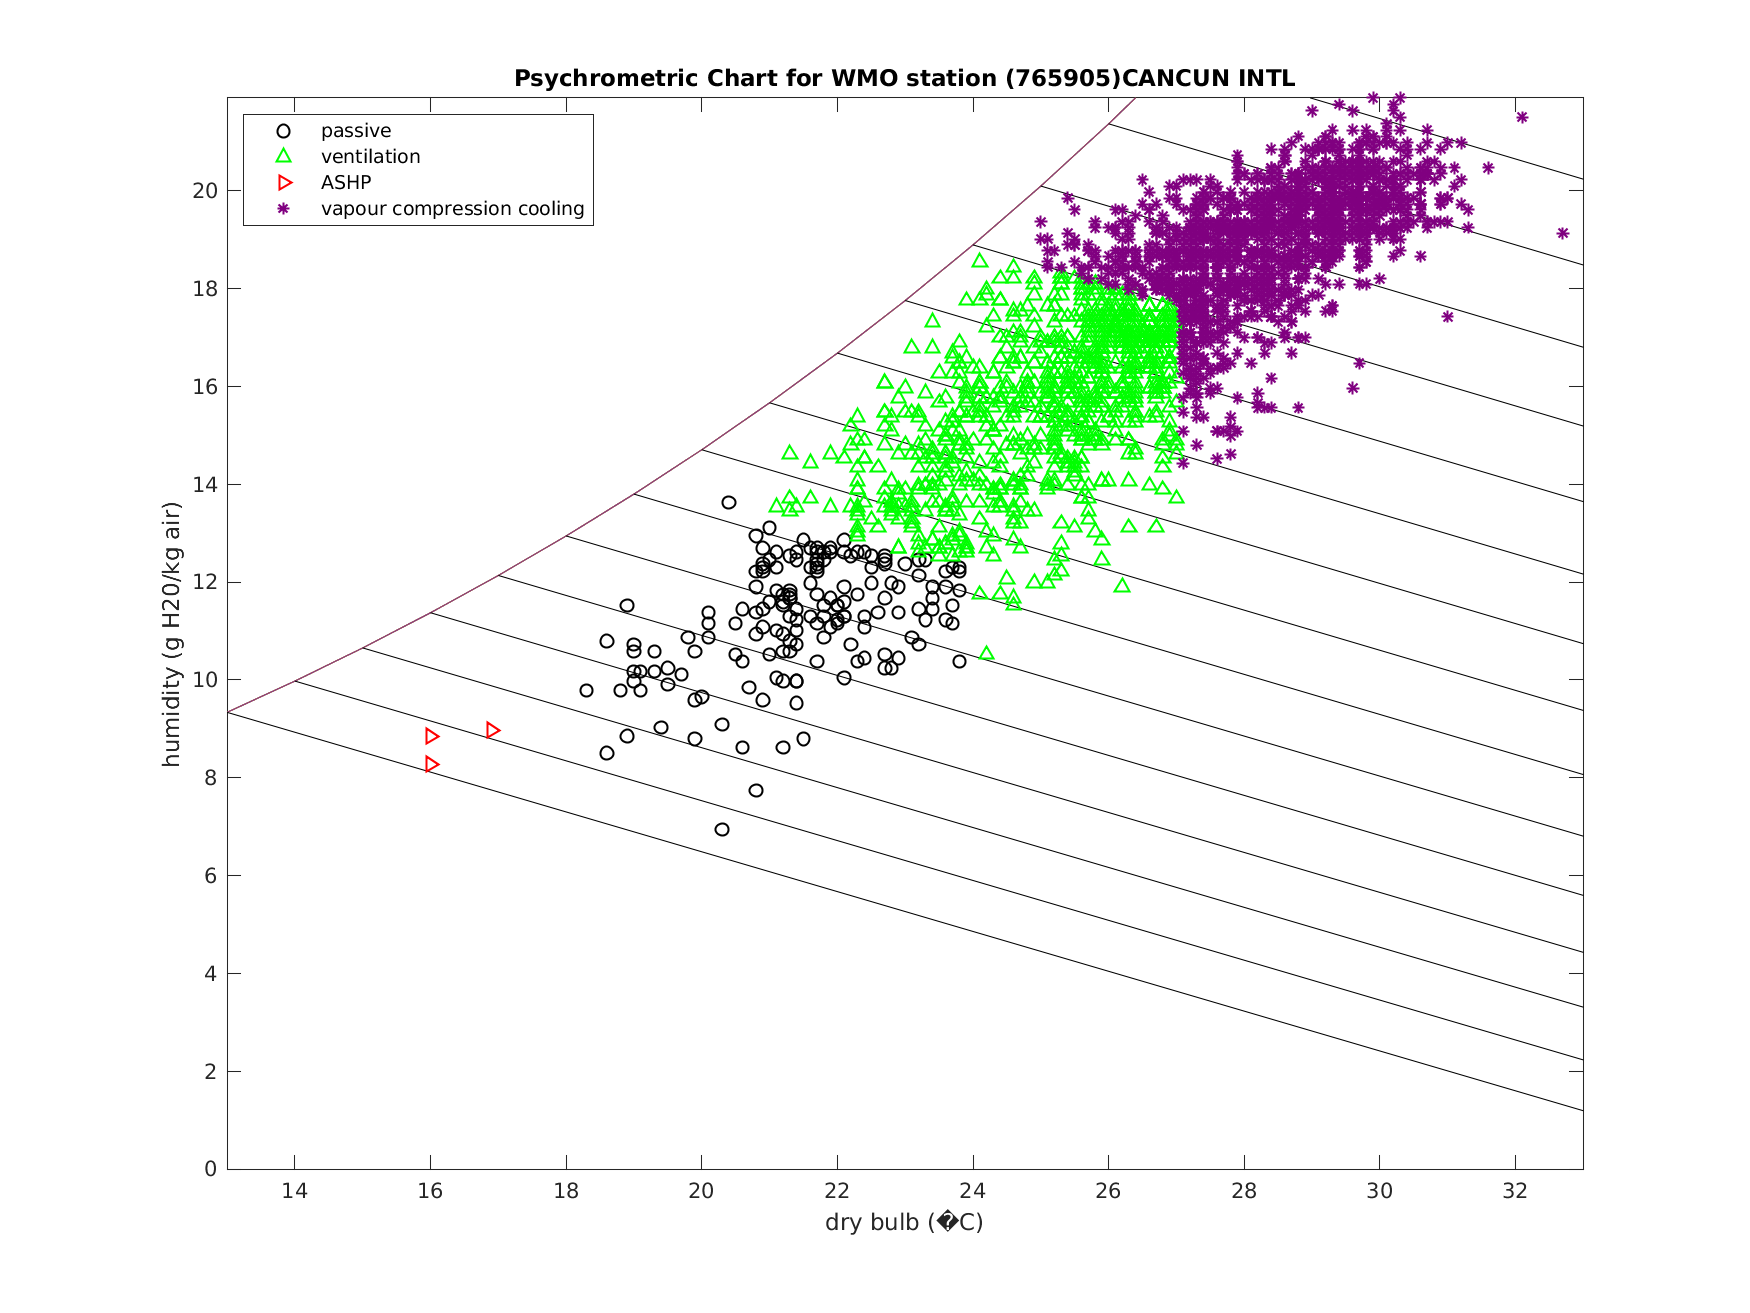 Psychrometric Chart for WMO station (765905)CANCUN INTL
passive
ventilation
ASHP
vapour compression cooling
humidity (g H20/kg air)
20
18
16
14
12
10
8
6
4
2
0
14 16 18 20 22 24 26 28 30 32
dry bulb (�C)